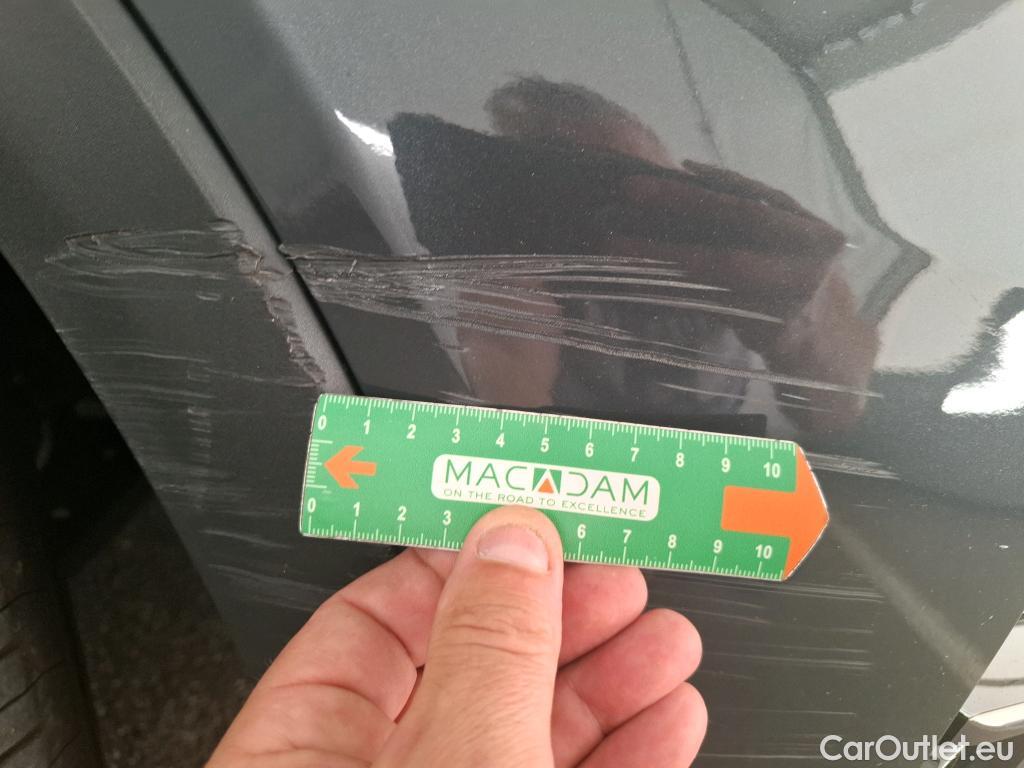 0 1 2 3 4 5 6 7 8 9 10
MACADAM
ON THE ROAD TO EXCELLENCE
0 1 2 3 6 7 8 9 10
CarOutlet.eu